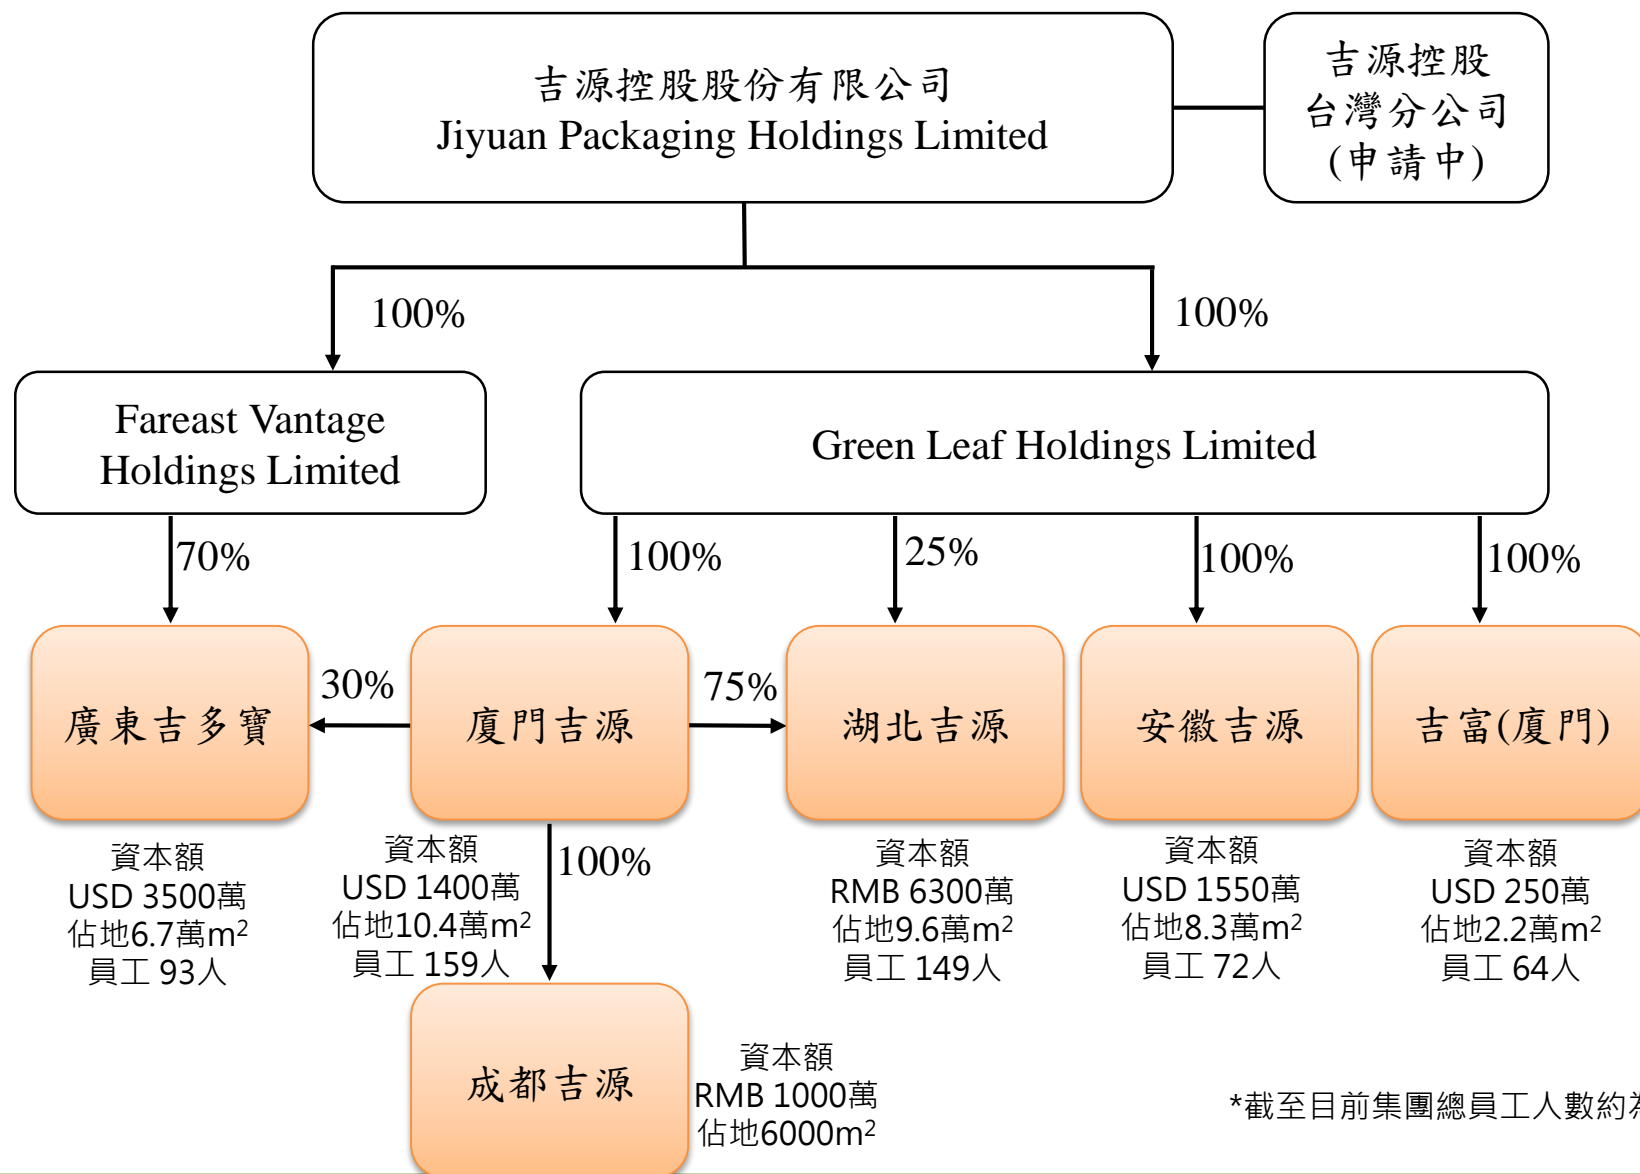 吉源控股股份有限公司
Jiyuan Packaging Holdings Limited
吉源控股
台灣分公司
(申請中)
100%
100%
Fareast Vantage
Holdings Limited
Green Leaf Holdings Limited
70%
100%
25%
100%
100%
廣東吉多寶
30%
廈門吉源
75%
湖北吉源
安徽吉源
吉富(廈門)
資本額
USD 3500萬
佔地6.7萬m²
員工 93人
資本額
USD 1400萬
佔地10.4萬m²
員工 159人
100%
資本額
RMB 6300萬
佔地9.6萬m²
員工 149人
資本額
USD 1550萬
佔地8.3萬m²
員工 72人
資本額
USD 250萬
佔地2.2萬m²
員工 64人
成都吉源
資本額
RMB 1000萬
佔地6000m²
*截至目前集團總員工人數約為